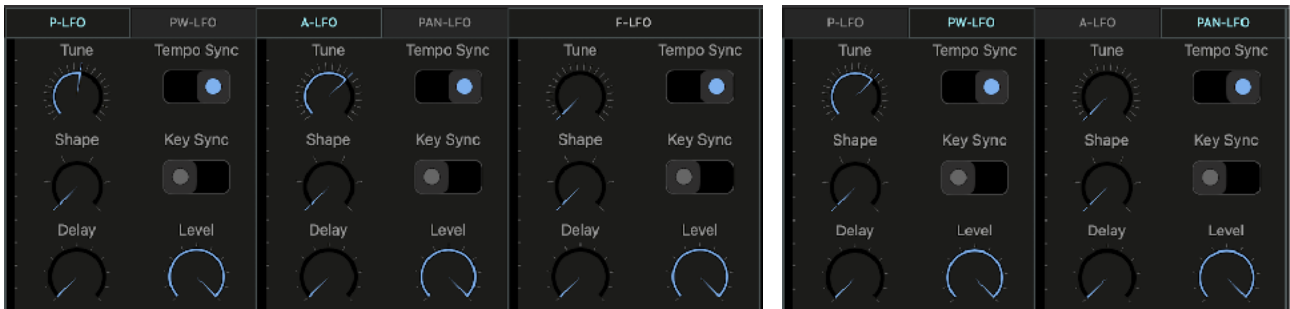 P-LFO PW-LFO A-LFO PAN-LFO F-LFO
Tune Tempo Sync Tune Tempo Sync Tune Tempo Sync
Shape Key Sync Shape Key Sync Shape Key Sync
Delay Level Delay Level Delay Level
P-LFO PW-LFO A-LFO PAN-LFO
Tune Tempo Sync Tune Tempo Sync
Shape Key Sync Shape Key Sync
Delay Level Delay Level